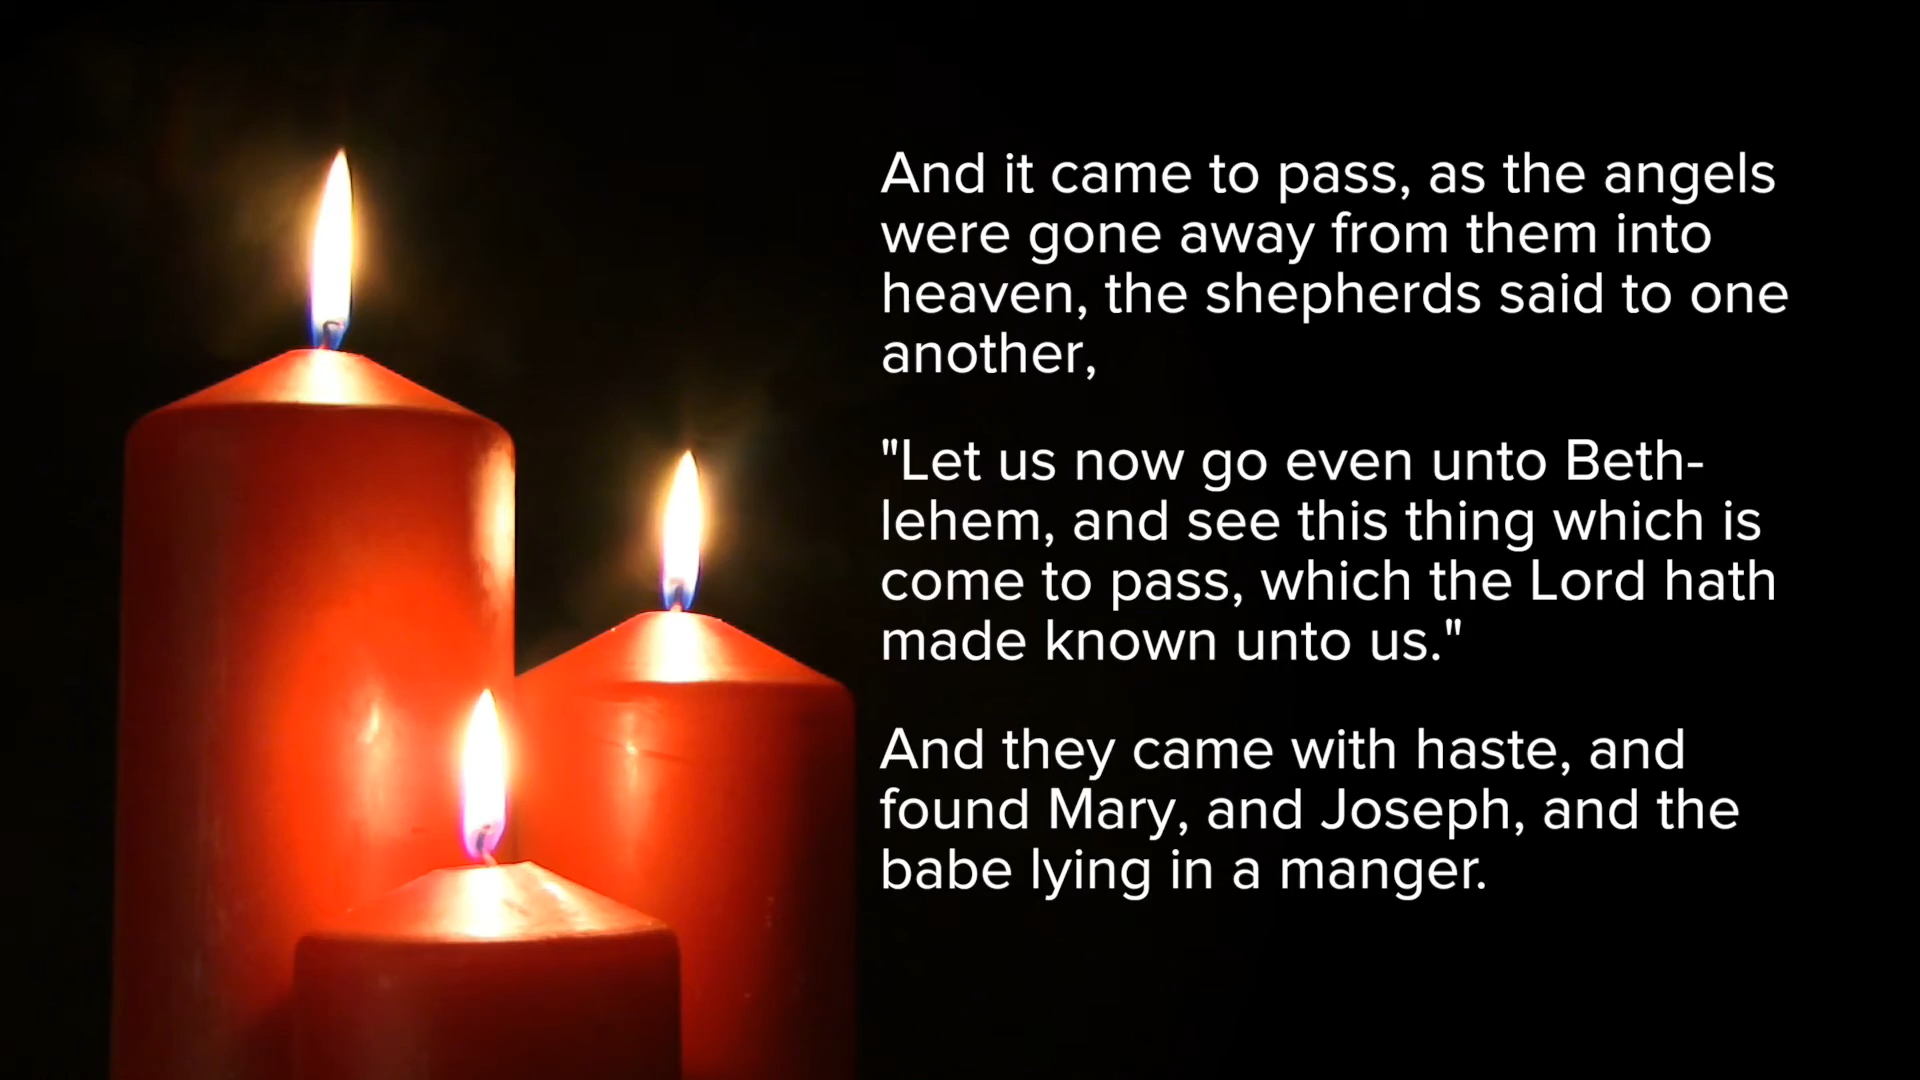 And it came to pass, as the angels
were gone away from them into
heaven, the shepherds said to one
another,
"Let us now go even unto Beth-
lehem, and see this thing which is
come to pass, which the Lord hath
made known unto us."
And they came with haste, and
found Mary, and Joseph, and the
babe lying in a manger.